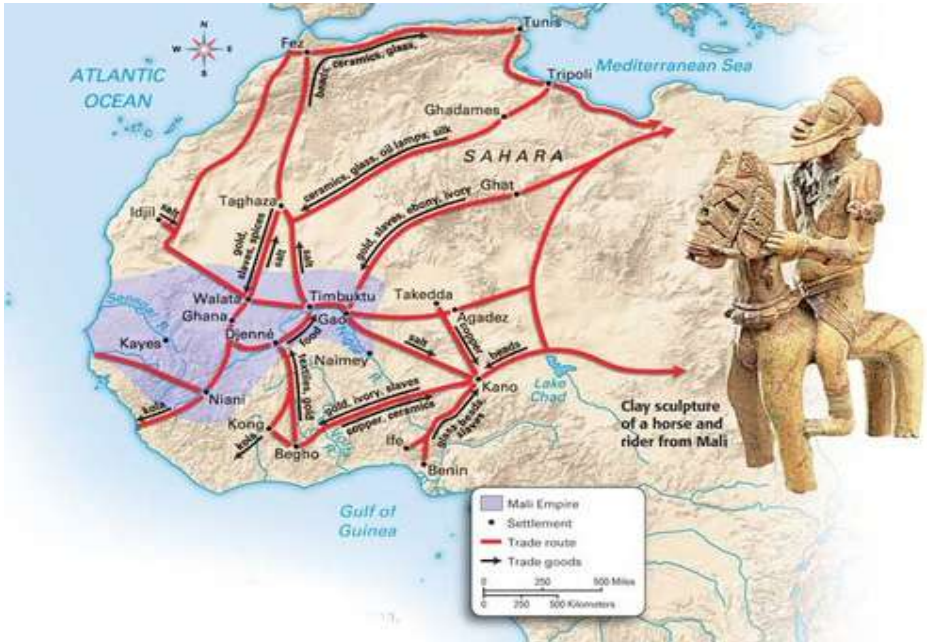 N
W E
S
ATLANTIC
OCEAN
Fez
Tunis
Mediterranean Sea
Tripoli
beads, ceramics, glass,
Ghadames
ceramics, glass, oil lamps, silk
SAHARA
Ghat
gold, slaves, ebony, ivory
Taghaza
Idjil
salt
gold,
slaves, spices
salt
salt
Walata
Timbuktu
Takedda
Senegal R.
Ghana
Gao
Agadez
Djenné
food
Niger R.
copper
Kayes
salt
Naimey
beads
textiles, gold
Kano
Lake
Chad
Niani
gold, ivory, slaves
copper, ceramics
kola
Kong
kola
Volta R.
Ife
glass, beads,
slaves
Begho
Benin
Clay sculpture
of a horse and
rider from Mali
Gulf of
Guinea
Mali Empire
Settlement
Trade route
Trade goods
0 250 500 Miles
0 250 500 Kilometers